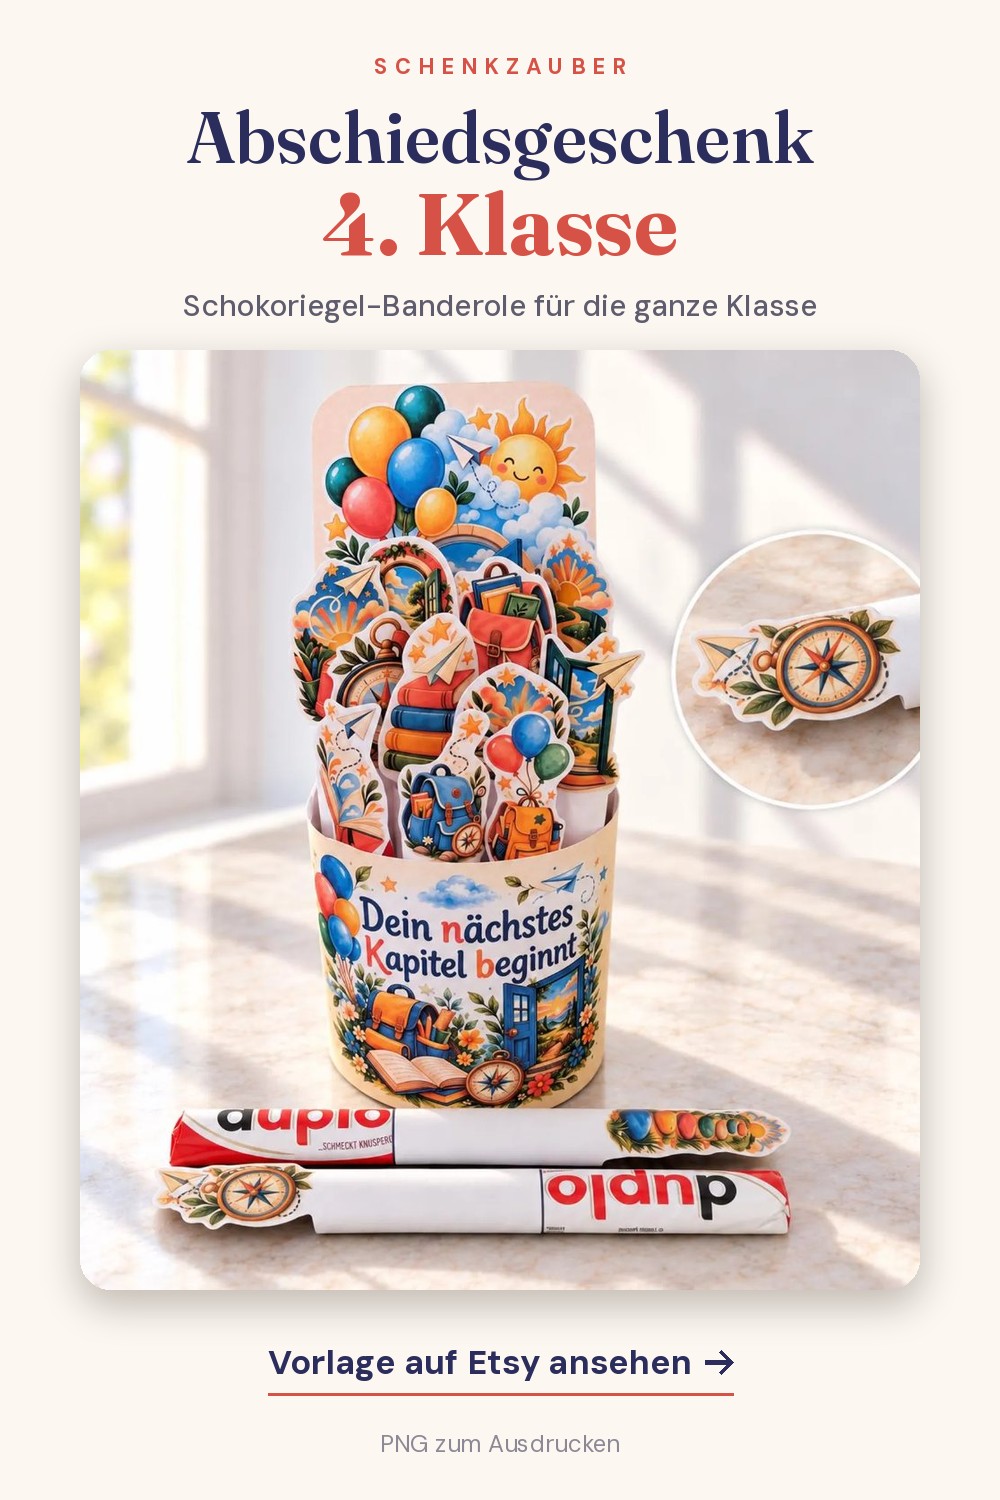 SCHENKZAUBER
Abschiedsgeschenk
4. Klasse
Schokoriegel-Banderole für die ganze Klasse
Dein nächstes
Kapitel beginnt
duplo
...SCHMECKT
duplo
Vorlage auf Etsy ansehen →
PNG zum Ausdrucken